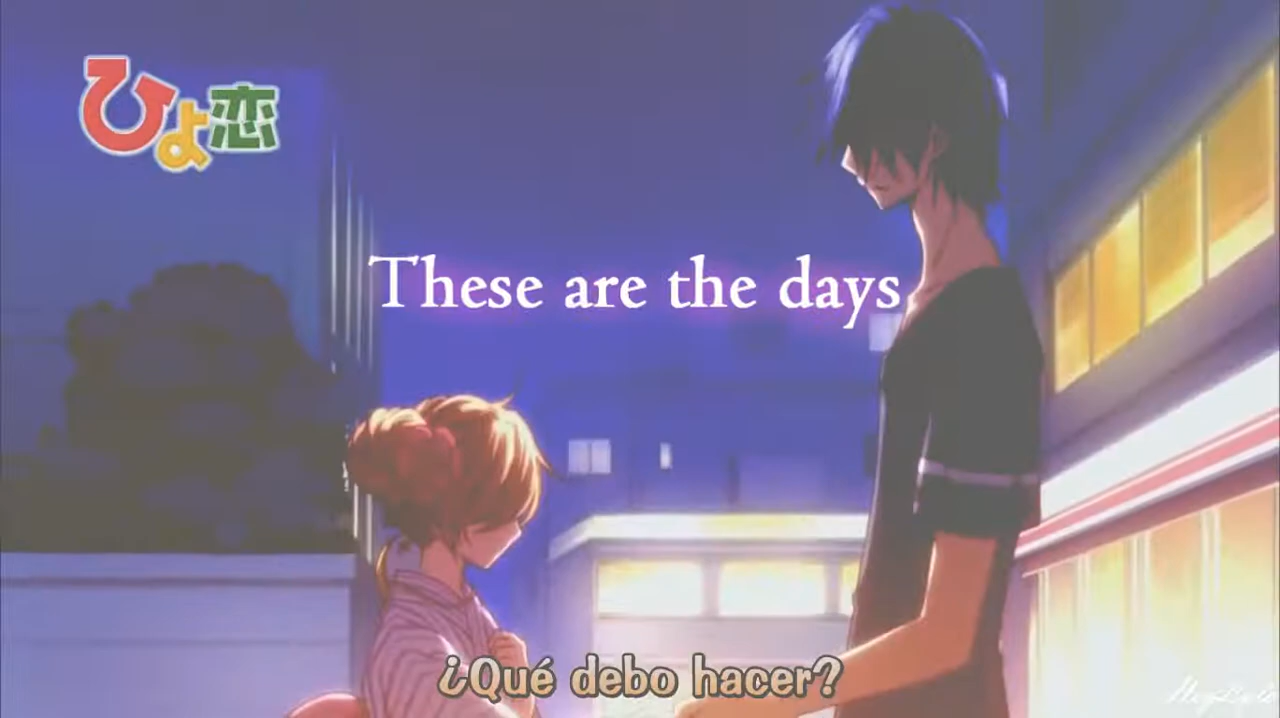 ひよ恋
These are the days
¿Qué debo hacer?